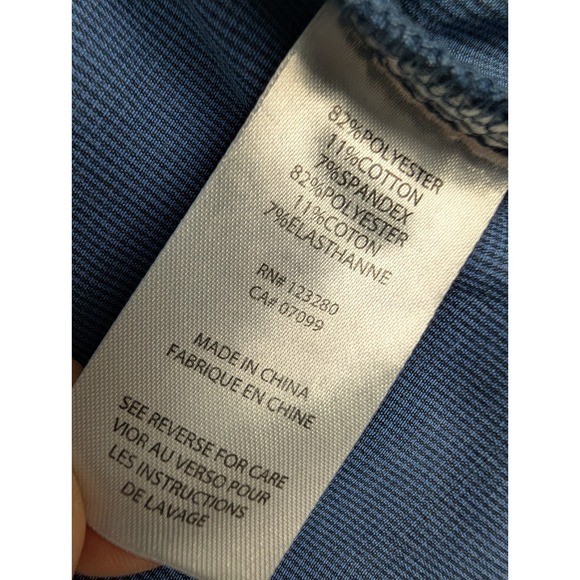 82%POLYESTER
11%COTTON
7%SPANDEX
82%POLYESTER
11%COTON
7%ELASTHANNE
RN# 123280
CA# 07099
MADE IN CHINA
FABRIQUE EN CHINE
SEE REVERSE FOR CARE
VIOR AU VERSO POUR
LES INSTRUCTIONS
DE LAVAGE